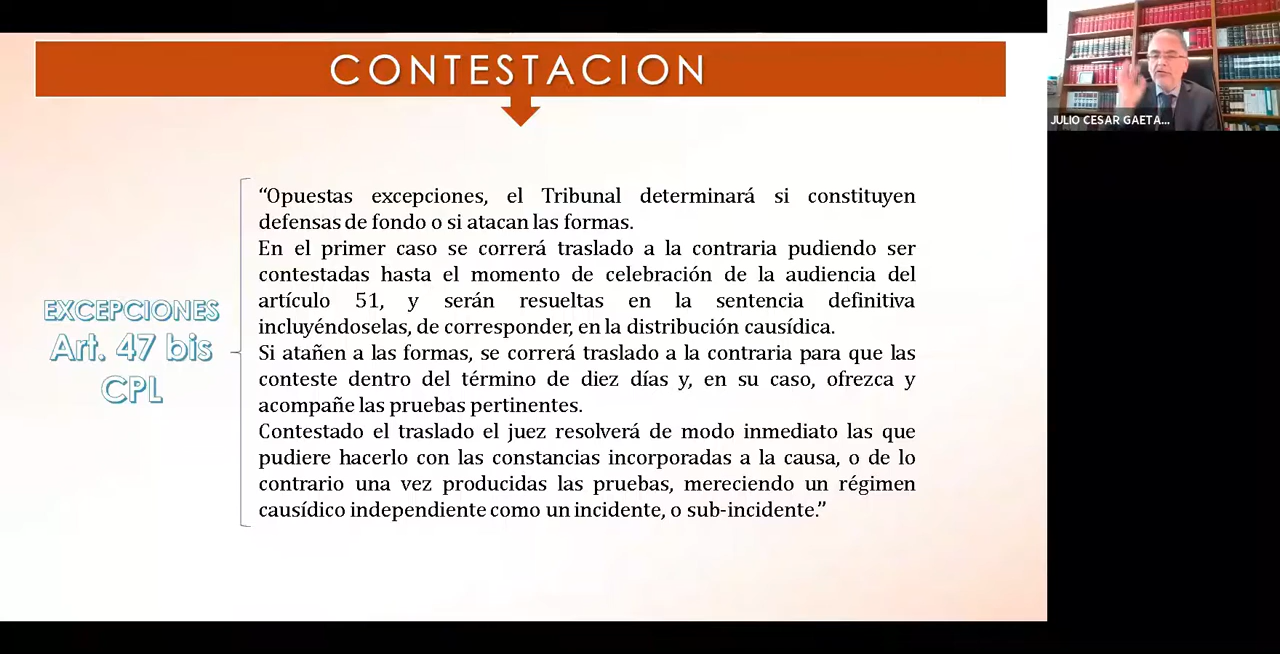 CONTESTACION
JULIO CESAR GAETA...
“Opuestas excepciones, el Tribunal determinará si constituyen
defensas de fondo o si atacan las formas.
En el primer caso se correrá traslado a la contraria pudiendo ser
contestadas hasta el momento de celebración de la audiencia del
artículo 51, y serán resueltas en la sentencia definitiva
incluyéndoselas, de corresponder, en la distribución causídica.
Si atañen a las formas, se correrá traslado a la contraria para que las
conteste dentro del término de diez días y, en su caso, ofrezca y
acompañe las pruebas pertinentes.
Contestado el traslado el juez resolverá de modo inmediato las que
pudiere hacerlo con las constancias incorporadas a la causa, o de lo
contrario una vez producidas las pruebas, mereciendo un régimen
causídico independiente como un incidente, o sub-incidente.”
EXCEPCIONES
Art. 47 bis
CPL